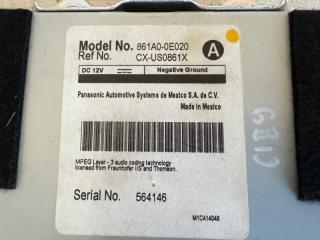 Model No. 861A0-0E020
Ref No. CX-US0861X
A
DC 12V
Negative Ground
Panasonic Automotive Systems de Mexico S.A. de C.V.
Made in Mexico
MPEG Layer - 3 audio coding technology
licensed from Fraunhofer IIS and Thomson.
Serial No. 564146
M1C414048